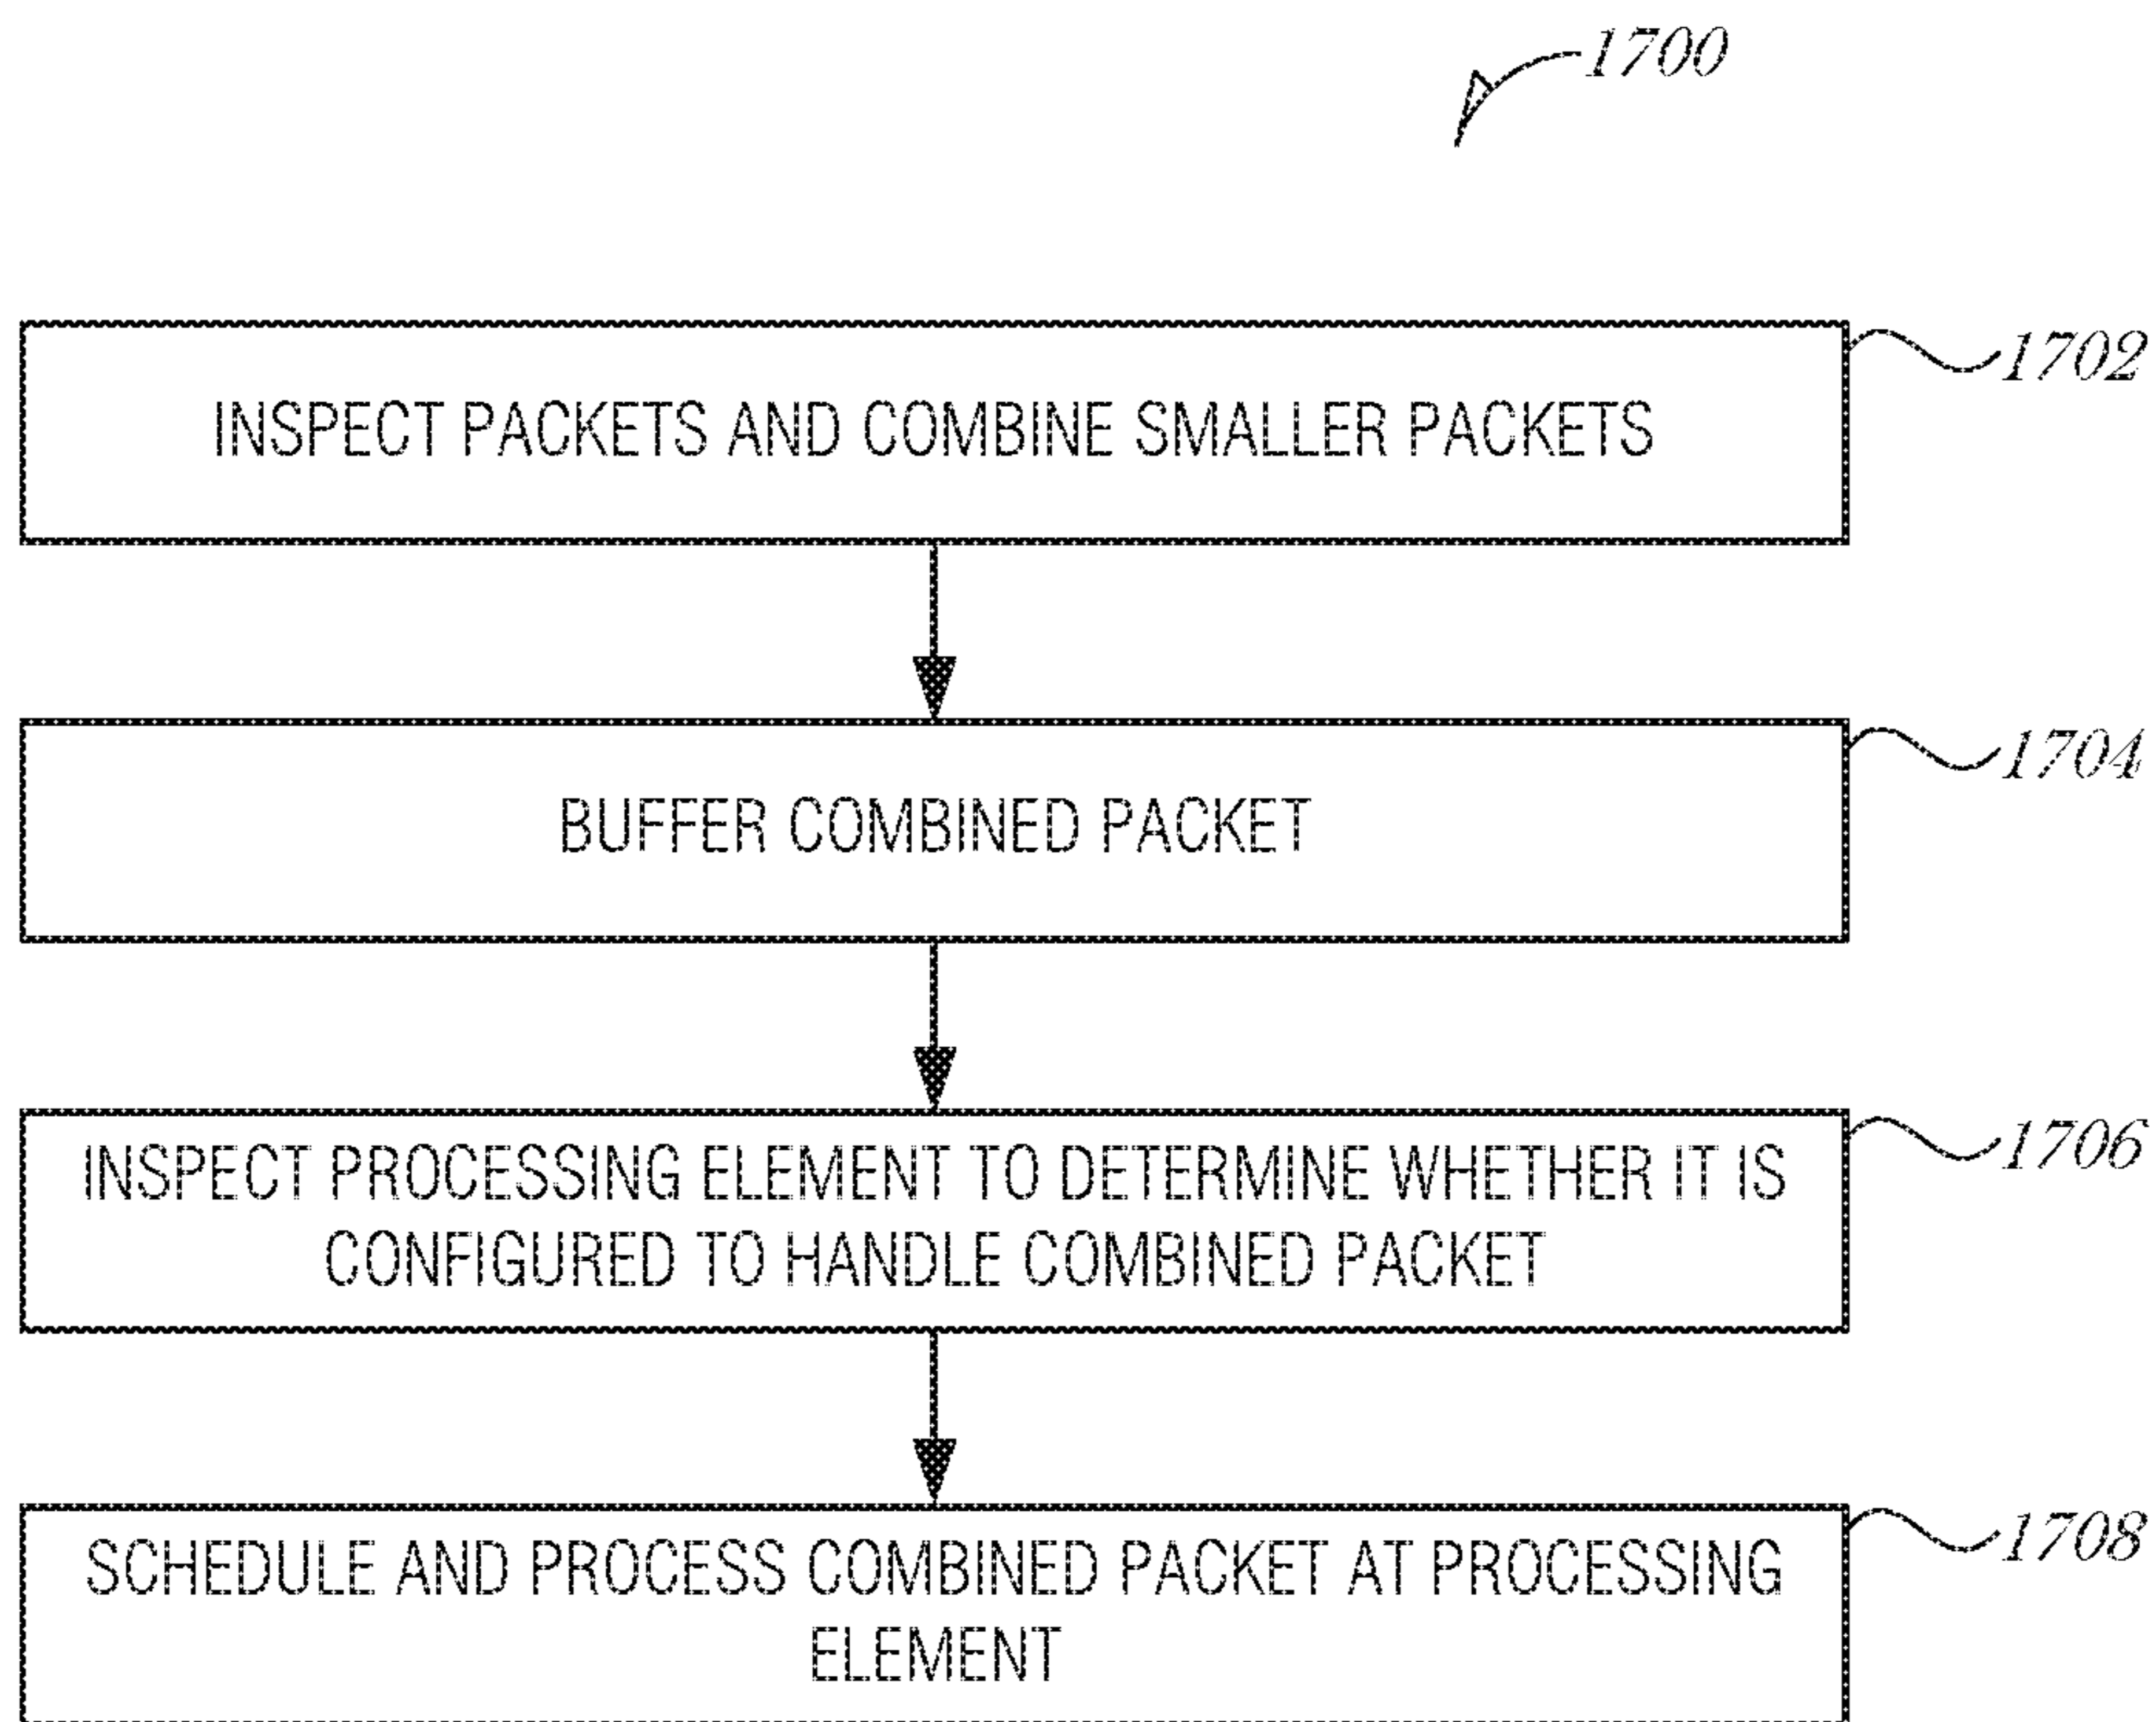 1700
INSPECT PACKETS AND COMBINE SMALLER PACKETS
1702
BUFFER COMBINED PACKET
1704
INSPECT PROCESSING ELEMENT TO DETERMINE WHETHER IT IS
CONFIGURED TO HANDLE COMBINED PACKET
1706
SCHEDULE AND PROCESS COMBINED PACKET AT PROCESSING
ELEMENT
1708